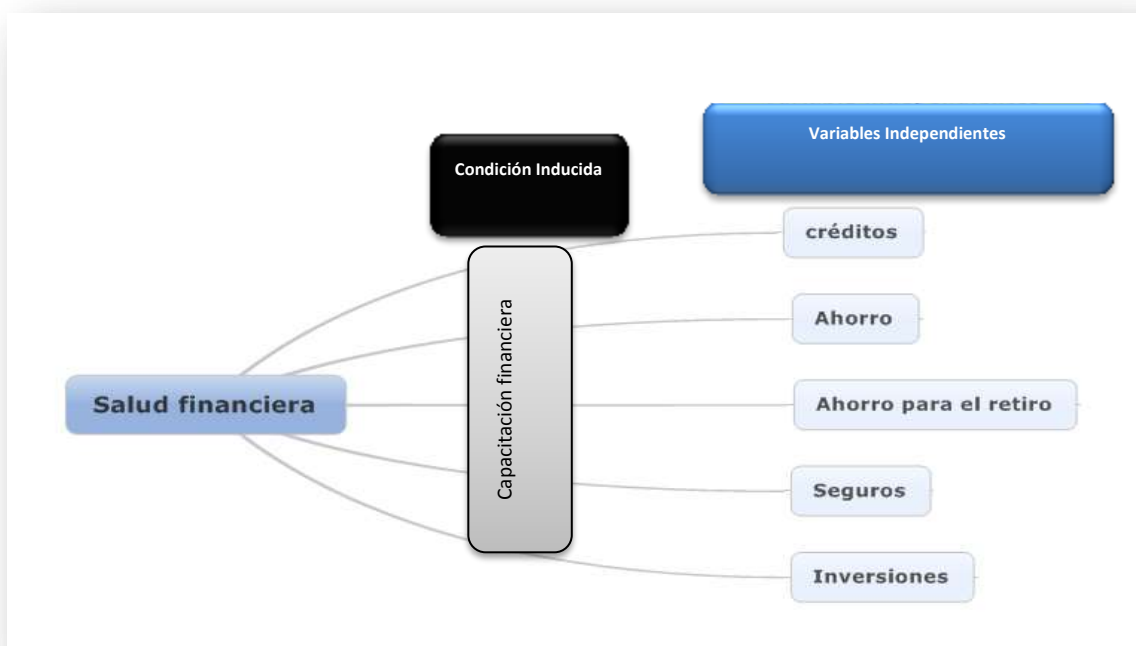 Condición Inducida
Variables Independientes
créditos
Ahorro
Salud financiera
Capacitación financiera
Ahorro para el retiro
Seguros
Inversiones